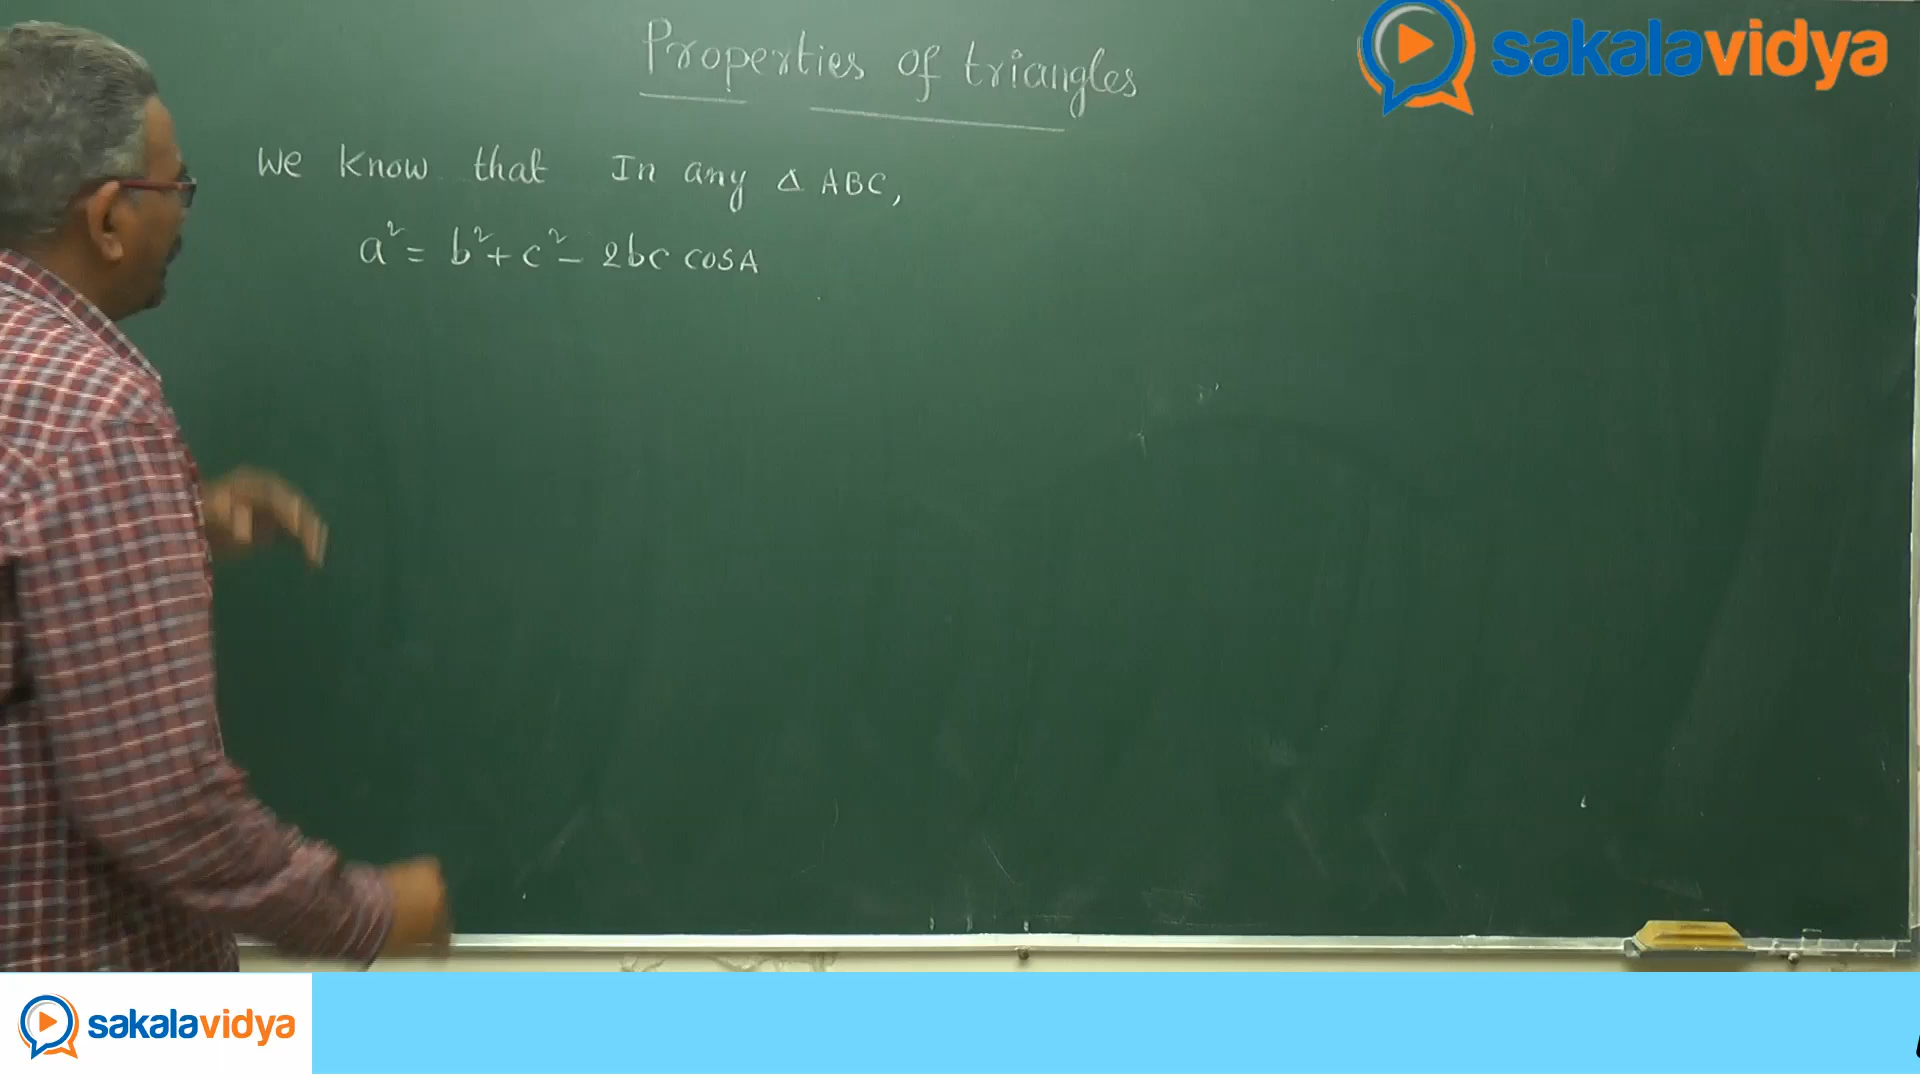 sakalavidya
Properties of triangles
We know that In any Δ ABC,
a² = b² + c² - 2bc cosA
sakalavidya